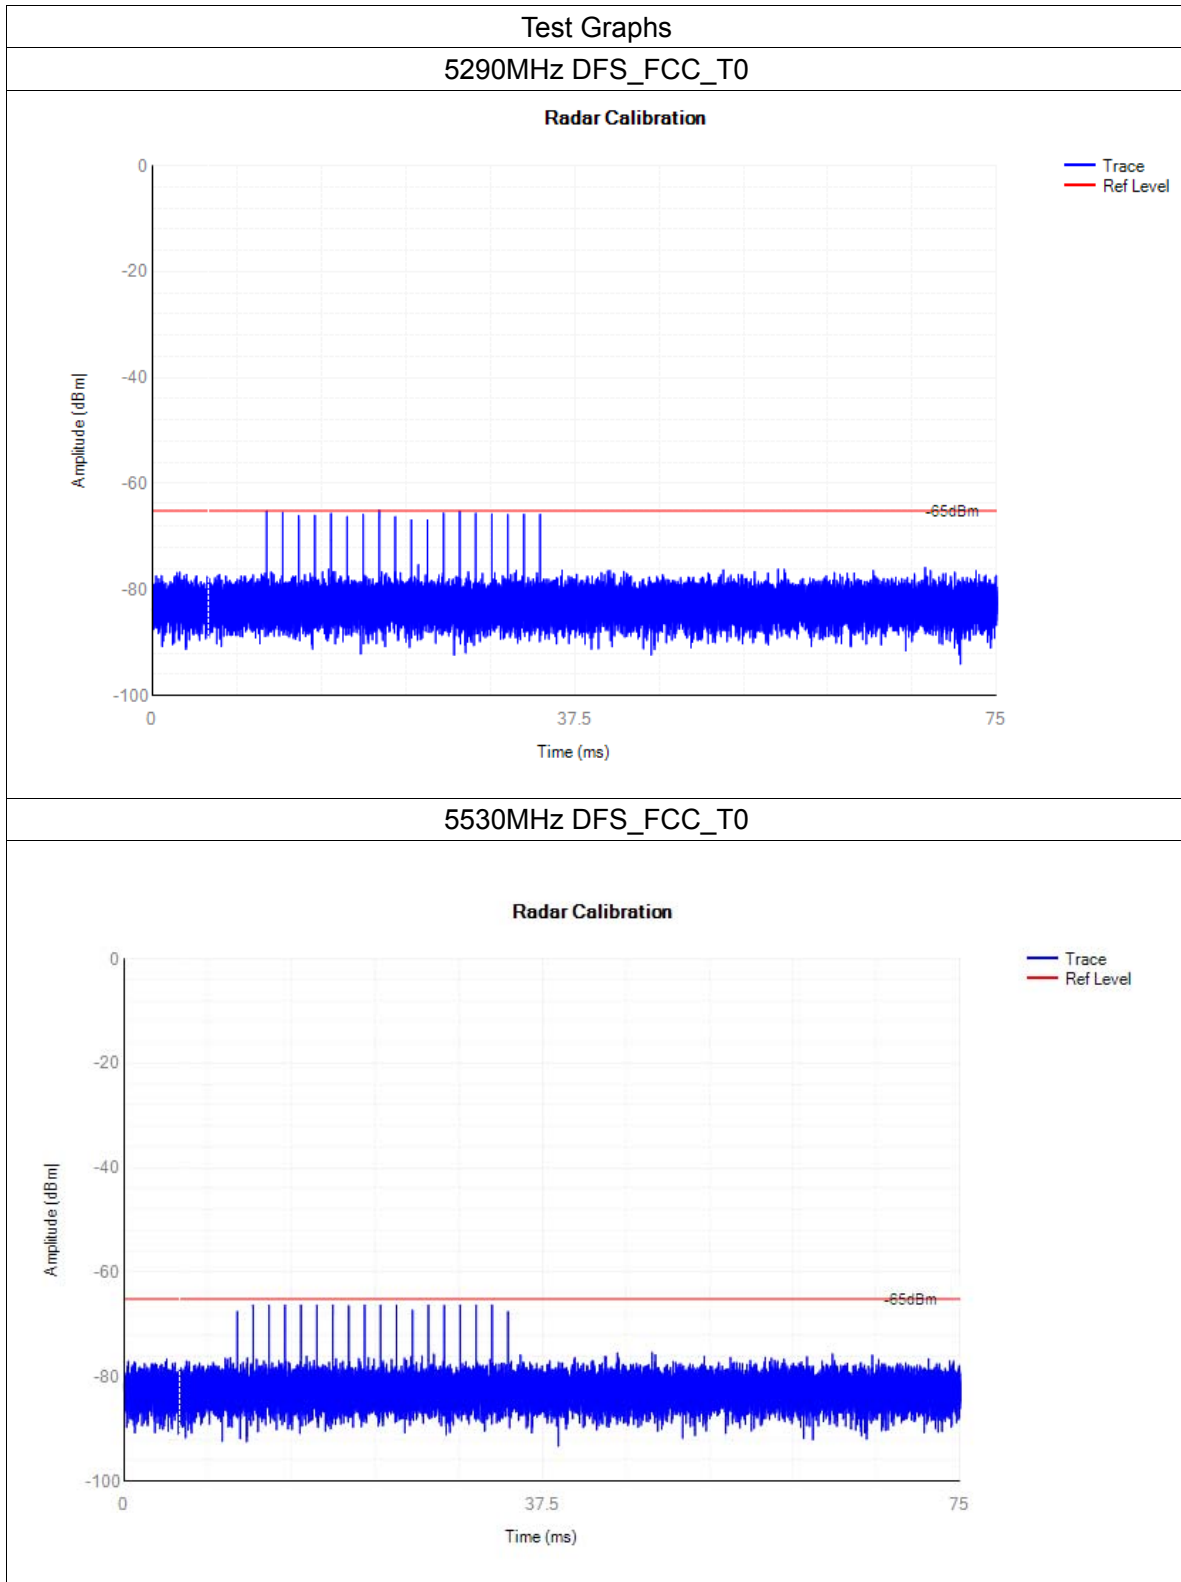 Test Graphs
5290MHz DFS_FCC_T0
Radar Calibration
Trace
Ref Level
0
-20
-40
-60
-80
-100
Amplitude (dBm|
-65dBm
0
37.5
75
Time (ms)
5530MHz DFS_FCC_T0
Radar Calibration
Trace
Ref Level
0
-20
-40
-60
-80
-100
Amplitude (dBm|
-65dBm
0
37.5
75
Time (ms)